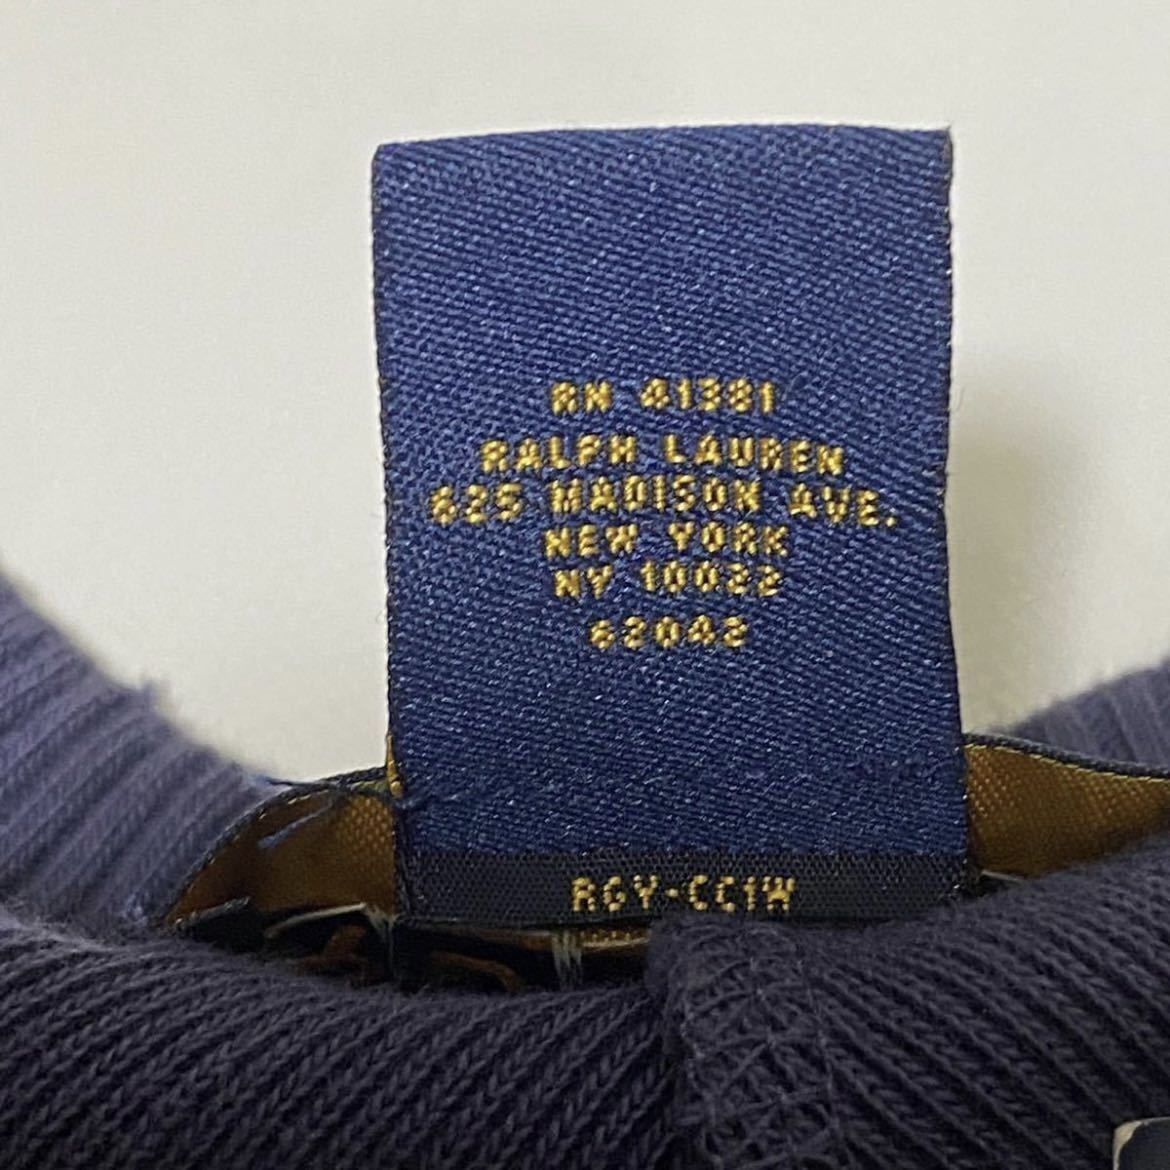 RN 41381
RALPH LAUREN
625 MADISON AVE.
NEW YORK
NY 10022
62042
RGY-CC1W